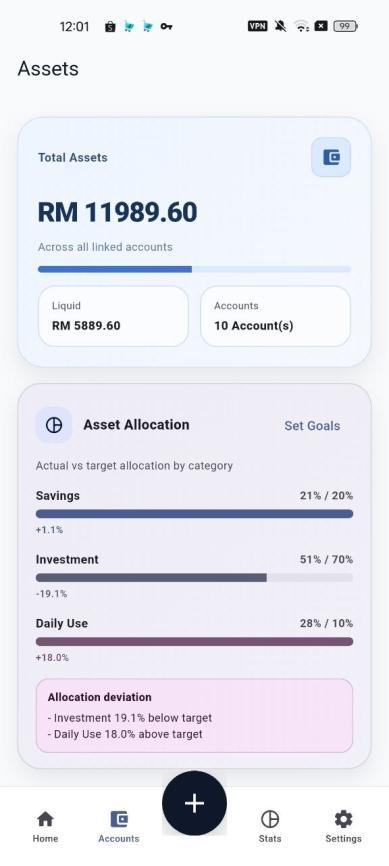 12:01 VPN 99
Assets
Total Assets
RM 11989.60
Across all linked accounts
Liquid Accounts
RM 5889.60 10 Account(s)
Asset Allocation Set Goals
Actual vs target allocation by category
Savings 21% / 20%
+1.1%
Investment 51% / 70%
-19.1%
Daily Use 28% / 10%
+18.0%
Allocation deviation
- Investment 19.1% below target
- Daily Use 18.0% above target
Home Accounts Stats Settings